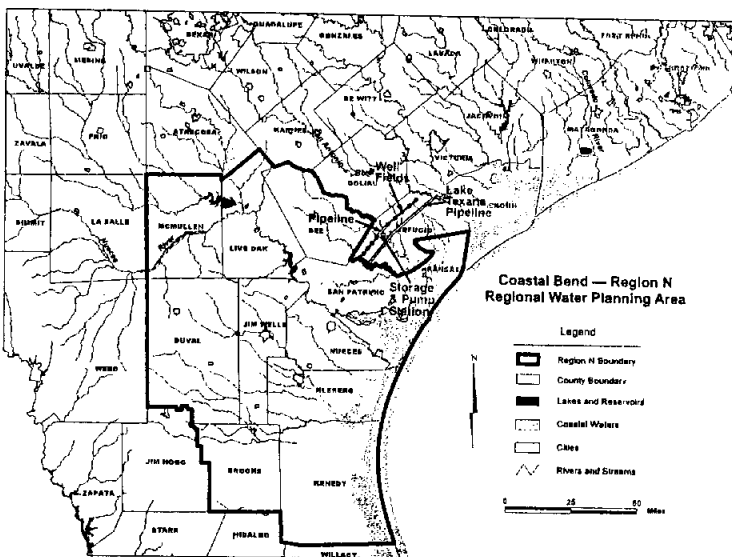 BEXAR
GUADALUPE
GONZALES
LAVACA
COLORADO
FORT BEND
UVALDE
MEDINA
WILSON
WHARTON
DE WITT
JACKSON
MATAGORDA
ZAVALA
FRIO
ATASCOSA
KARNES
VICTORIA
GOLIAD
Well
Fields
Lake
Texana
Pipeline
DIMMIT
LA SALLE
MCMULLEN
LIVE OAK
BEE
Pipeline
REFUGIO
ARANSAS
SAN PATRICIO
Storage
& Pump
Station
Coastal Bend — Region N
Regional Water Planning Area
Legend
N
Region N Boundary
County Boundary
Lakes and Reservoirs
Coastal Waters
Cities
Rivers and Streams
0 25 50
Miles
WEBB
DUVAL
JIM WELLS
NUECES
KLEBERG
ZAPATA
JIM HOGG
BROOKS
KENEDY
STARR
HIDALGO
WILLACY